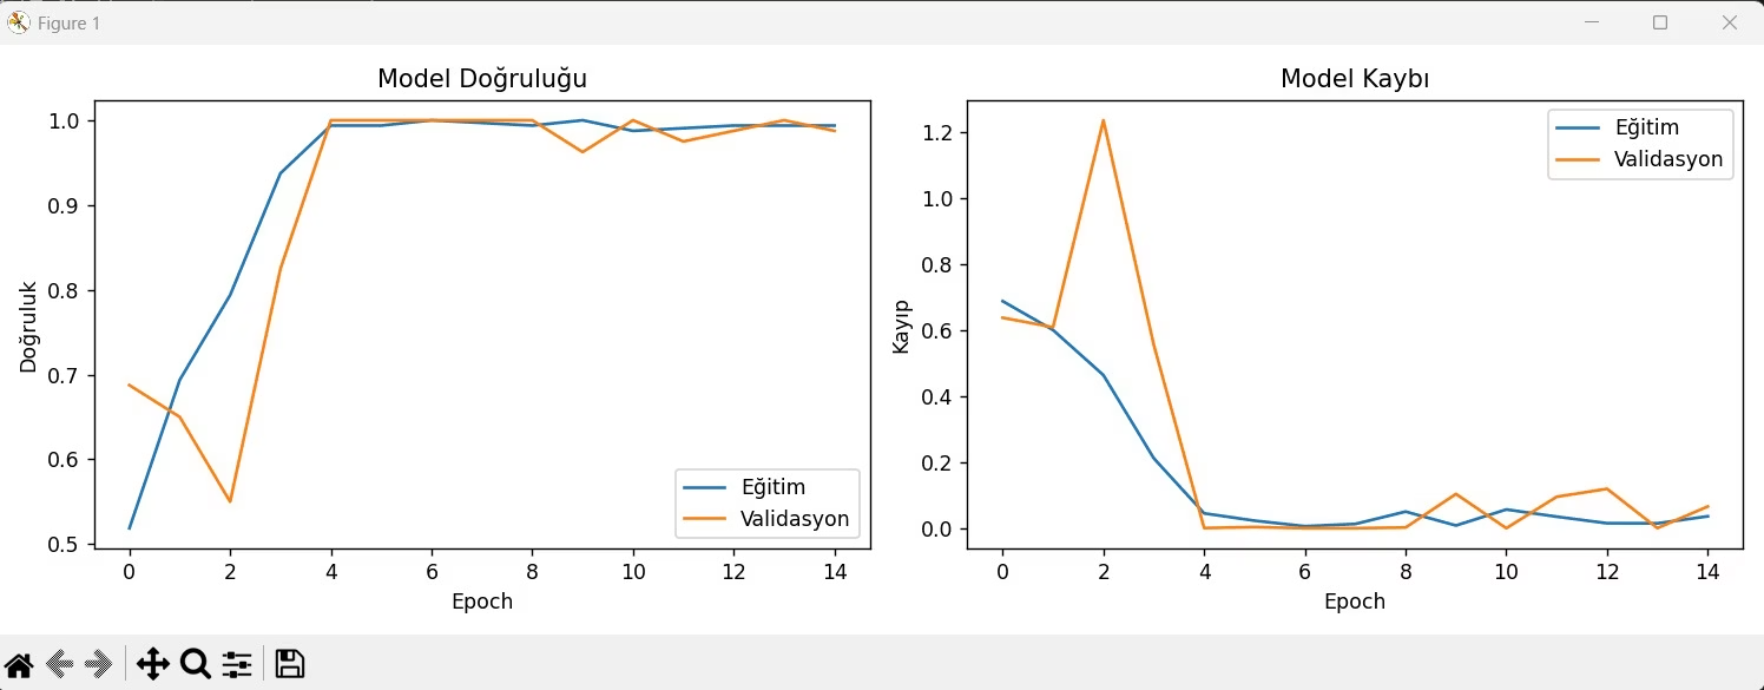 Figure 1
Model Doğruluğu
1.0
0.9
0.8
0.7
0.6
0.5
Doğruluk
0 2 4 6 8 10 12 14
Epoch
Eğitim
Validasyon
Model Kaybı
1.2
1.0
0.8
0.6
0.4
0.2
0.0
Kayıp
0 2 4 6 8 10 12 14
Epoch
Eğitim
Validasyon